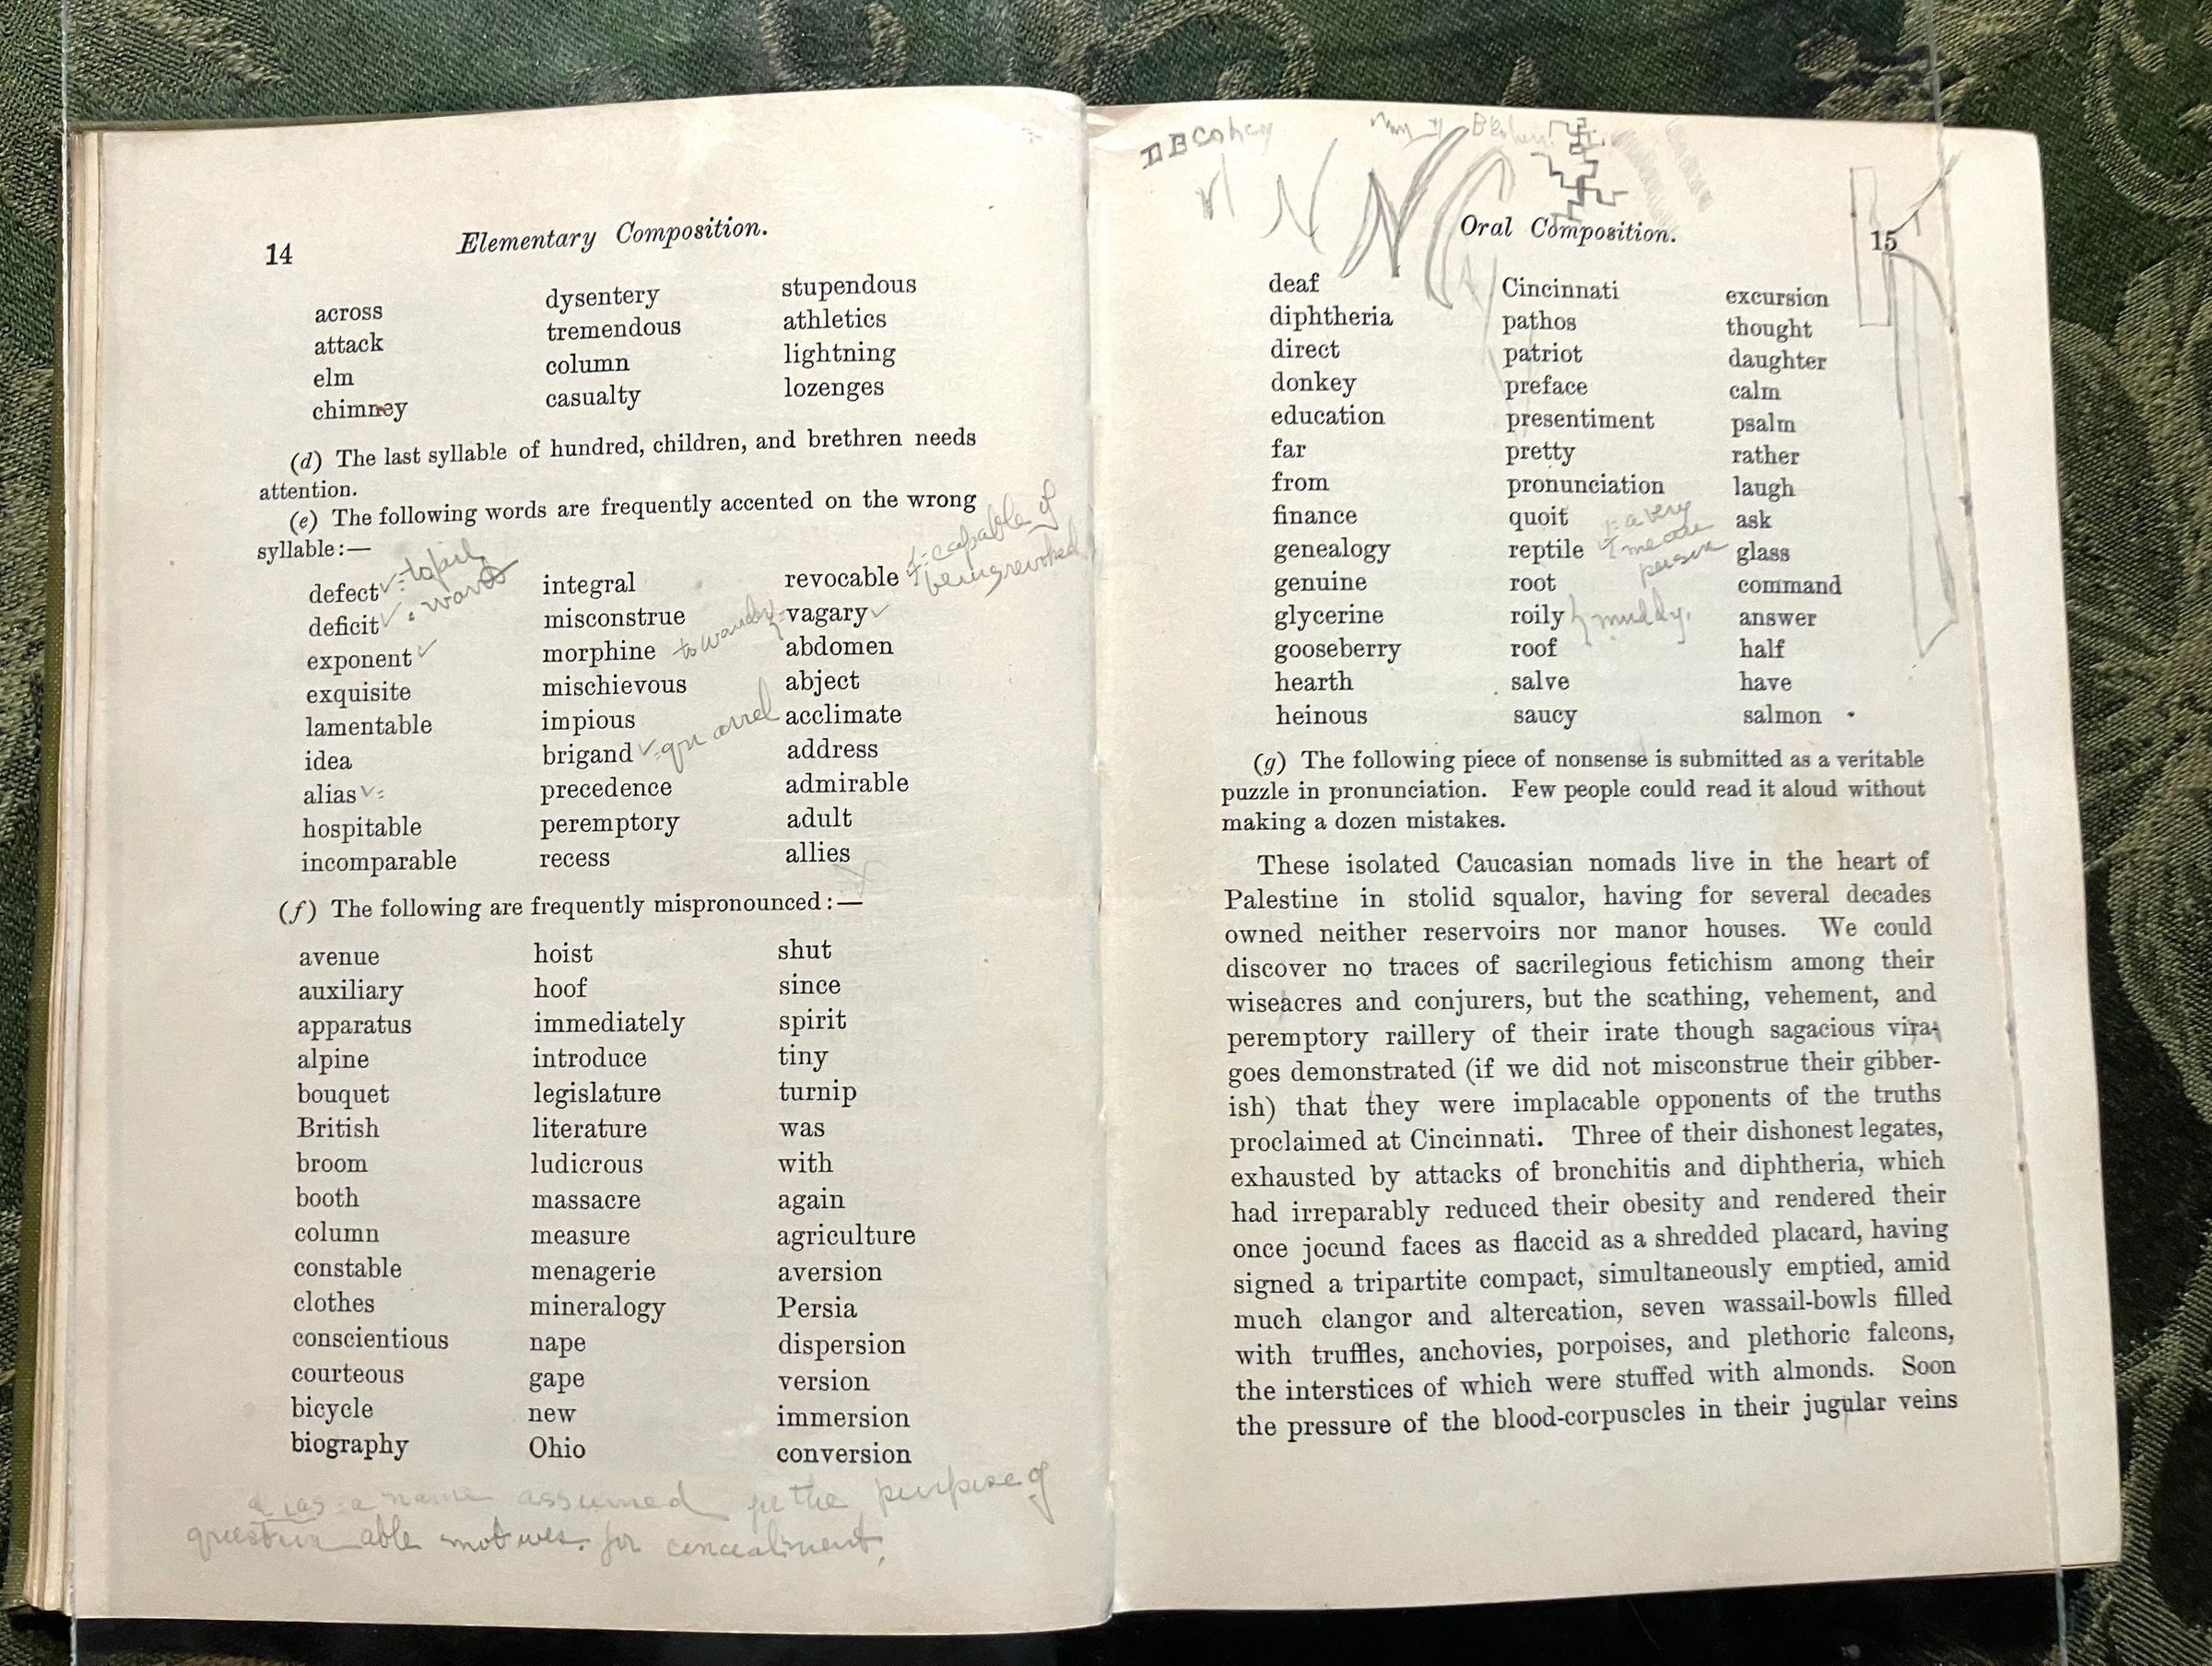 14 Elementary Composition.
across dysentery stupendous
attack tremendous athletics
elm column lightning
chimney casualty lozenges
(d) The last syllable of hundred, children, and brethren needs
attention.
(e) The following words are frequently accented on the wrong
syllable:—
defect integral revocable = capable of
being revoked
deficit misconstrue to wander = vagary
exponent morphine abdomen
exquisite mischievous abject
lamentable impious acclimate
idea brigand = quarrel address
alias = precedence admirable
hospitable peremptory adult
incomparable recess allies
(f) The following are frequently mispronounced:—
avenue hoist shut
auxiliary hoof since
apparatus immediately spirit
alpine introduce tiny
bouquet legislature turnip
British literature was
broom ludicrous with
booth massacre again
column measure agriculture
constable menagerie aversion
clothes mineralogy Persia
conscientious nape dispersion
courteous gape version
bicycle new immersion
biography Ohio conversion
alias = a name assumed for the purpose of
questionable motives. for concealment,
Oral Composition. 15
deaf Cincinnati excursion
diphtheria pathos thought
direct patriot daughter
donkey preface calm
education presentiment psalm
far pretty rather
from pronunciation laugh
finance quoit ask
genealogy reptile = a very mean person glass
genuine root command
glycerine roily } muddy. answer
gooseberry roof half
hearth salve have
heinous saucy salmon
(g) The following piece of nonsense is submitted as a veritable
puzzle in pronunciation. Few people could read it aloud without
making a dozen mistakes.
These isolated Caucasian nomads live in the heart of
Palestine in stolid squalor, having for several decades
owned neither reservoirs nor manor houses. We could
discover no traces of sacrilegious fetichism among their
wiseacres and conjurers, but the scathing, vehement, and
peremptory raillery of their irate though sagacious vira-
goes demonstrated (if we did not misconstrue their gibber-
ish) that they were implacable opponents of the truths
proclaimed at Cincinnati. Three of their dishonest legates,
exhausted by attacks of bronchitis and diphtheria, which
had irreparably reduced their obesity and rendered their
once jocund faces as flaccid as a shredded placard, having
signed a tripartite compact, simultaneously emptied, amid
much clangor and altercation, seven wassail-bowls filled
with truffles, anchovies, porpoises, and plethoric falcons,
the interstices of which were stuffed with almonds. Soon
the pressure of the blood-corpuscles in their jugular veins